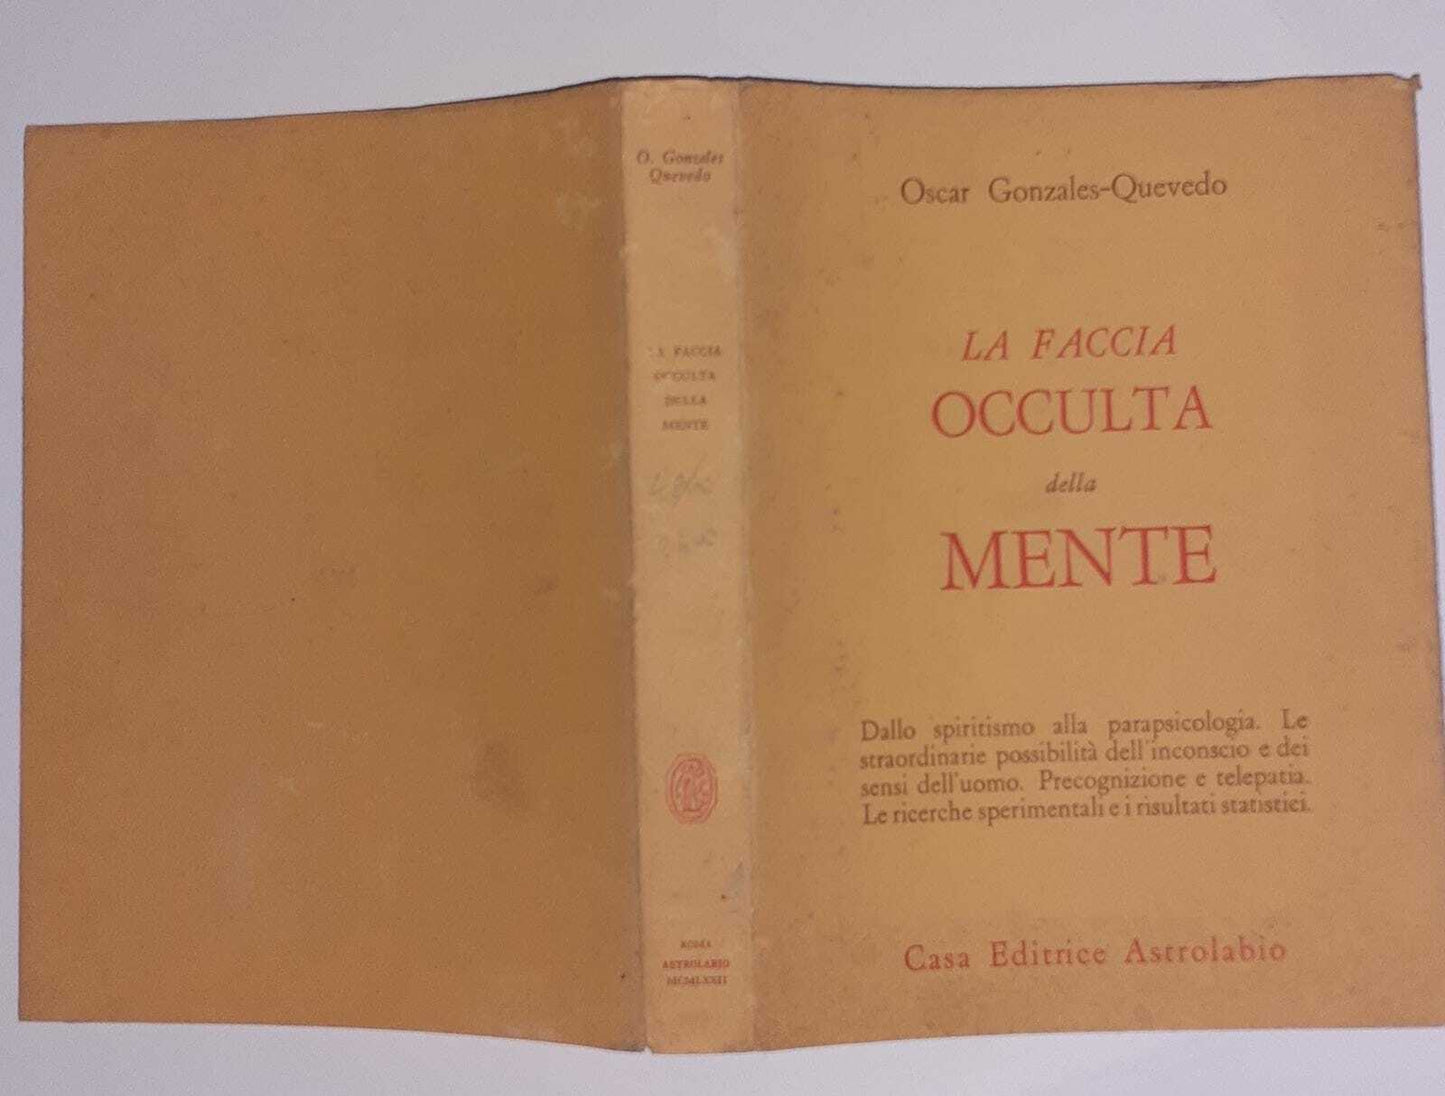 O. Gonzales
Quevedo
LA FACCIA
OCCULTA
DELLA
MENTE
ROMA
ASTROLABIO
MCMLXXII
Oscar Gonzales-Quevedo
LA FACCIA
OCCULTA
della
MENTE
Dallo spiritismo alla parapsicologia. Le
straordinarie possibilità dell'inconscio e dei
sensi dell'uomo. Precognizione e telepatia.
Le ricerche sperimentali e i risultati statistici.
Casa Editrice Astrolabio